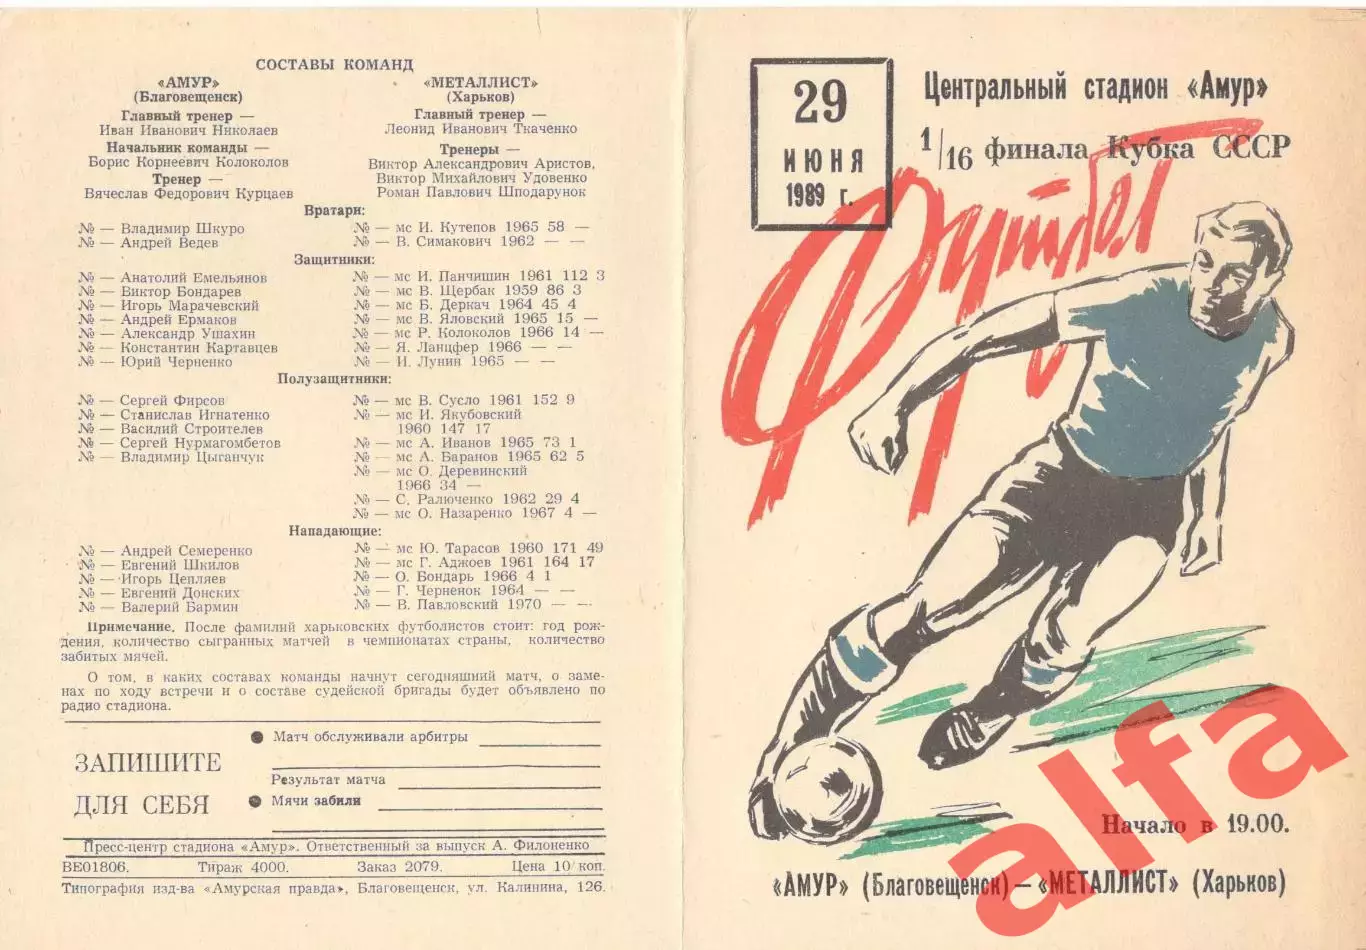 СОСТАВЫ КОМАНД
«АМУР»
(Благовещенск)
Главный тренер —
Иван Иванович Николаев
Начальник команды —
Борис Корнеевич Колоколов
Тренер —
Вячеслав Федорович Курцаев
«МЕТАЛЛИСТ»
(Харьков)
Главный тренер —
Леонид Иванович Ткаченко
Тренеры —
Виктор Александрович Аристов,
Виктор Михайлович Удовенко
Роман Павлович Шподарунок
Вратари:
№ — Владимир Шкуро
№ — Андрей Ведев
№ — мс И. Кутепов 1965 58 —
№ — В. Симакович 1962 — —
Защитники:
№ — Анатолий Емельянов
№ — Виктор Бондарев
№ — Игорь Марачевский
№ — Андрей Ермаков
№ — Александр Ушахин
№ — Константин Картавцев
№ — Юрий Черненко
№ — мс И. Панчишин 1961 112 3
№ — мс В. Щербак 1959 86 3
№ — мс Б. Деркач 1964 45 4
№ — мс В. Яловский 1965 15 —
№ — мс Р. Колоколов 1966 14 —
№ — Я. Ланцфер 1966 — —
№ — И. Лунин 1965 — —
Полузащитники:
№ — Сергей Фирсов
№ — Станислав Игнатенко
№ — Василий Строителев
№ — Сергей Нурмагомбетов
№ — Владимир Цыганчук
№ — мс В. Сусло 1961 152 9
№ — мс И. Якубовский
1960 147 17
№ — мс А. Иванов 1965 73 1
№ — мс А. Баранов 1965 62 5
№ — мс О. Деревинский
1966 34 —
№ — С. Ралюченко 1962 29 4
№ — мс О. Назаренко 1967 4 —
Нападающие:
№ — Андрей Семеренко
№ — Евгений Шкилов
№ — Игорь Цепляев
№ — Евгений Донских
№ — Валерий Бармин
№ — мс Ю. Тарасов 1960 171 49
№ — мс Г. Аджоев 1961 164 17
№ — О. Бондарь 1966 4 1
№ — Г. Черненок 1964 — —
№ — В. Павловский 1970 — —
Примечание. После фамилий харьковских футболистов стоит: год рож-
дения, количество сыгранных матчей в чемпионатах страны, количество
забитых мячей.
О том, в каких составах команды начнут сегодняшний матч, о заме-
нах по ходу встречи и о составе судейской бригады будет объявлено по
радио стадиона.
ЗАПИШИТЕ
ДЛЯ СЕБЯ
● Матч обслуживали арбитры
Результат матча
● Мячи забили
Пресс-центр стадиона «Амур». Ответственный за выпуск А. Филоненко
ВЕ01806. Тираж 4000. Заказ 2079. Цена 10 коп.
Типография изд-ва «Амурская правда», Благовещенск, ул. Калинина, 126.
29
ИЮНЯ
1989 г.
Центральный стадион «Амур»
1/16 финала Кубка СССР
Футбол
Начало в 19.00.
«АМУР» (Благовещенск) — «МЕТАЛЛИСТ» (Харьков)
alfa